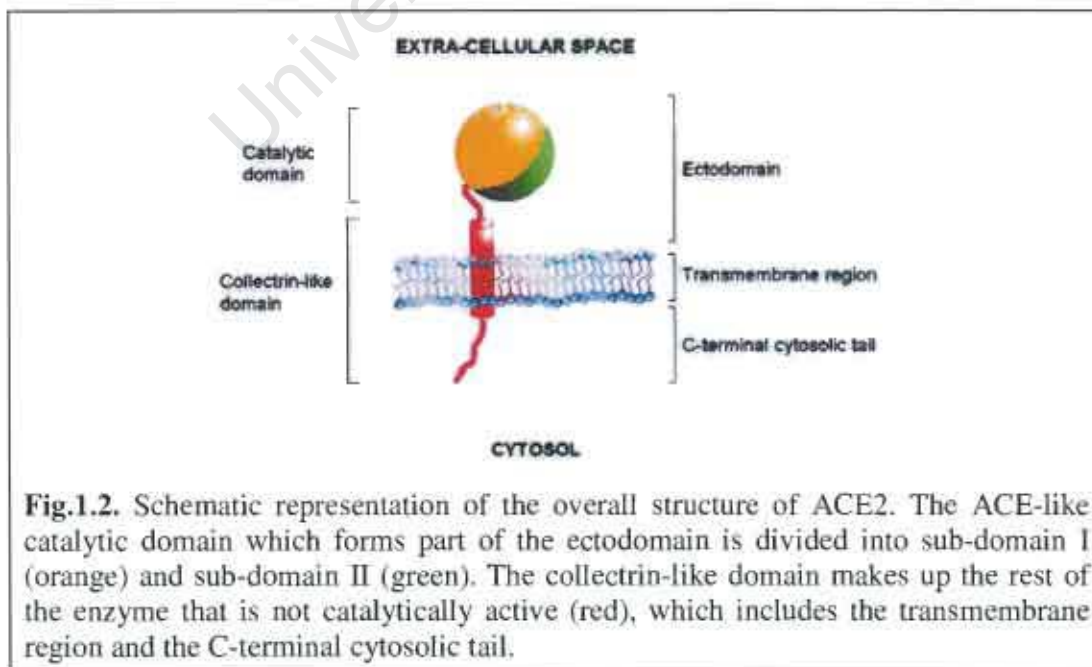 Univer
EXTRA-CELLULAR SPACE
Catalytic
domain
Ectodomain
Collectrin-like
domain
Transmembrane region
C-terminal cytosolic tail
CYTOSOL
Fig.1.2. Schematic representation of the overall structure of ACE2. The ACE-like
catalytic domain which forms part of the ectodomain is divided into sub-domain I
(orange) and sub-domain II (green). The collectrin-like domain makes up the rest of
the enzyme that is not catalytically active (red), which includes the transmembrane
region and the C-terminal cytosolic tail.